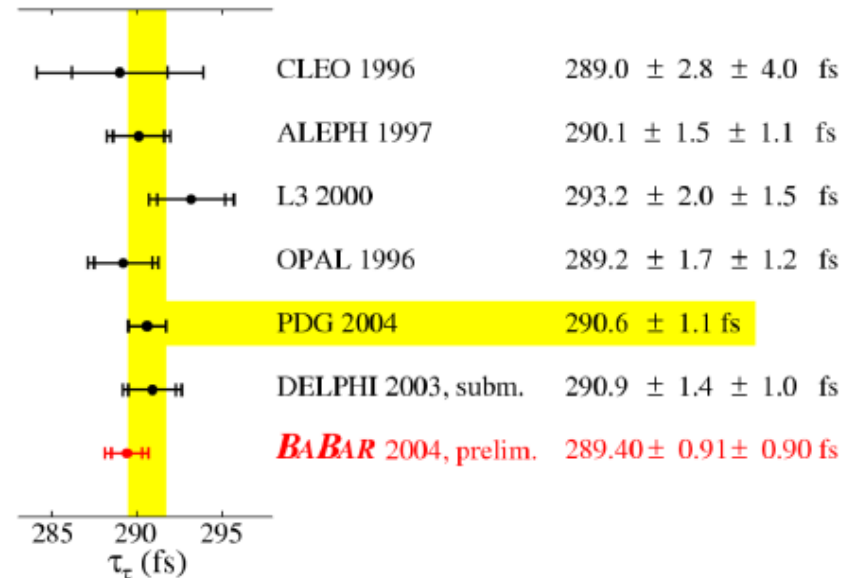 CLEO 1996 289.0 ± 2.8 ± 4.0 fs
ALEPH 1997 290.1 ± 1.5 ± 1.1 fs
L3 2000 293.2 ± 2.0 ± 1.5 fs
OPAL 1996 289.2 ± 1.7 ± 1.2 fs
PDG 2004 290.6 ± 1.1 fs
DELPHI 2003, subm. 290.9 ± 1.4 ± 1.0 fs
BABAR 2004, prelim. 289.40± 0.91± 0.90 fs
285 290 295
τ_τ (fs)